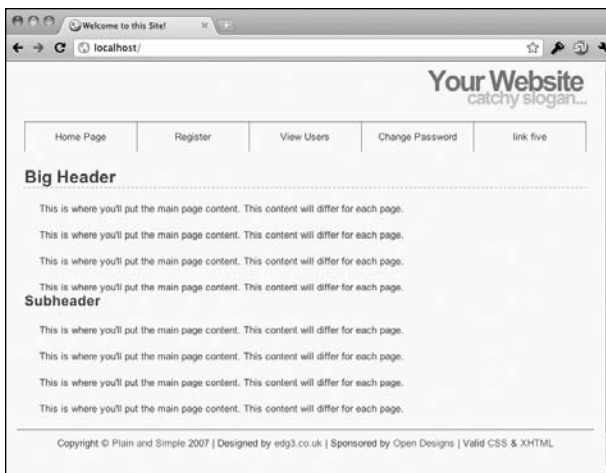 Welcome to this Site!
localhost/
Your Website
catchy slogan...
Home Page Register View Users Change Password link five
Big Header
This is where you'll put the main page content. This content will differ for each page.
This is where you'll put the main page content. This content will differ for each page.
This is where you'll put the main page content. This content will differ for each page.
This is where you'll put the main page content. This content will differ for each page.
Subheader
This is where you'll put the main page content. This content will differ for each page.
This is where you'll put the main page content. This content will differ for each page.
This is where you'll put the main page content. This content will differ for each page.
This is where you'll put the main page content. This content will differ for each page.
Copyright © Plain and Simple 2007 | Designed by edg3.co.uk | Sponsored by Open Designs | Valid CSS & XHTML